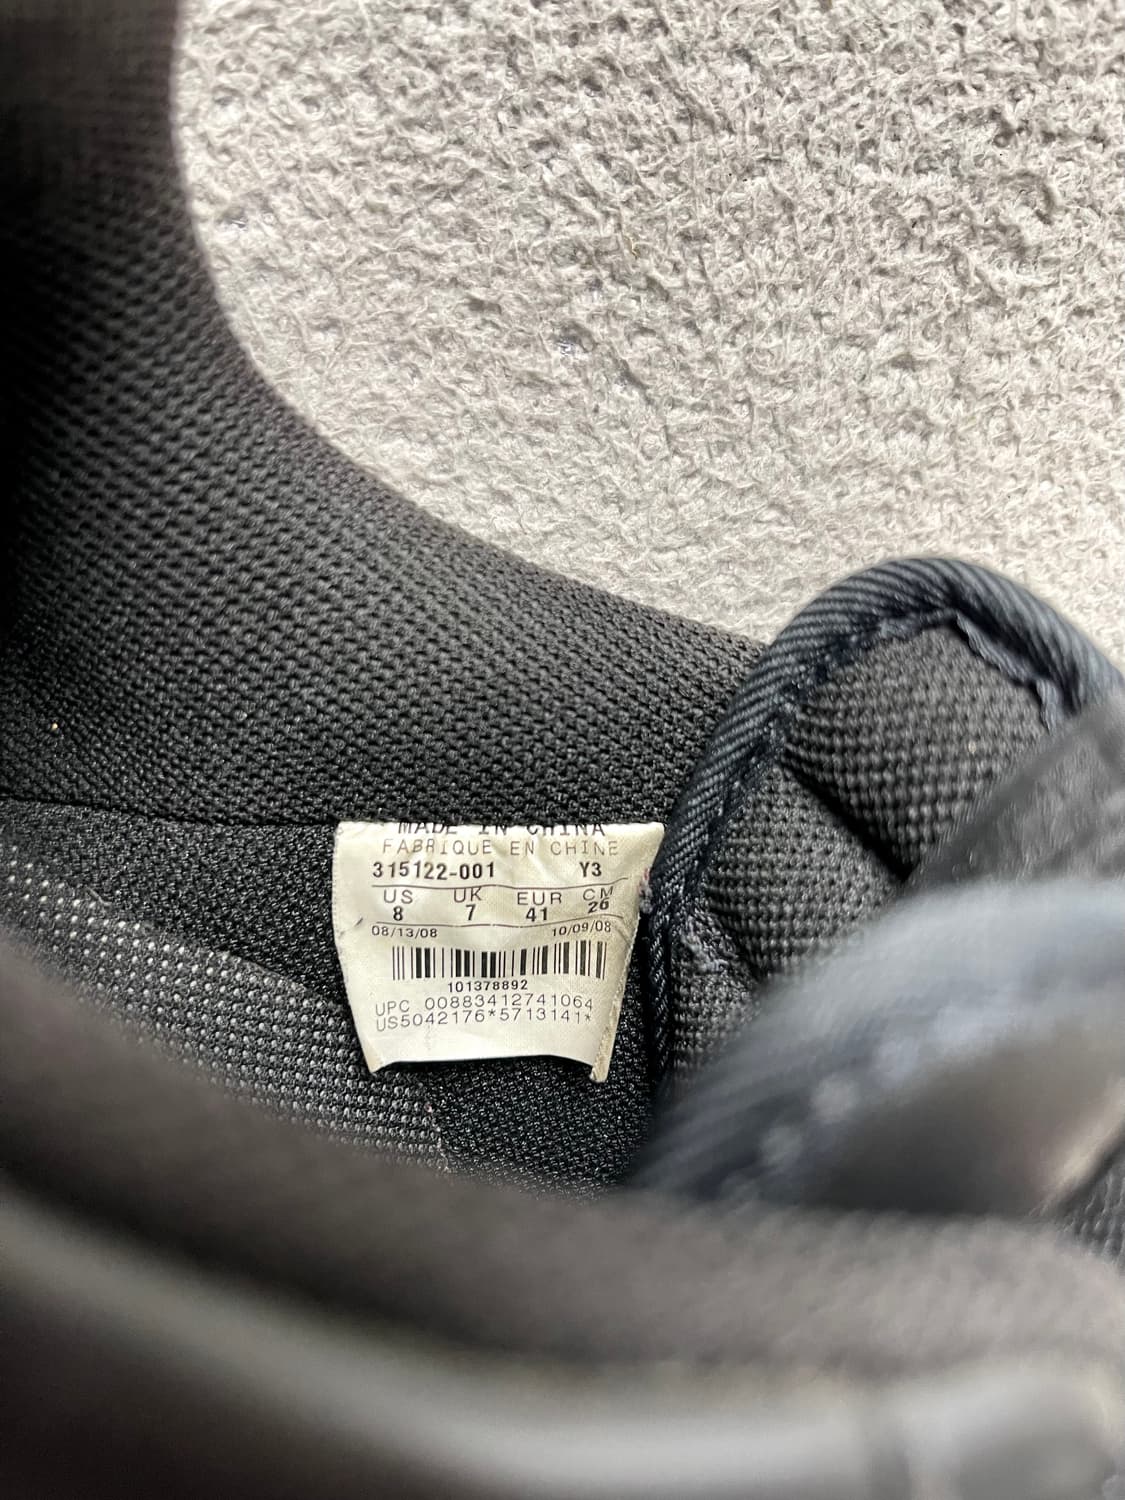 MADE IN CHINA
FABRIQUE EN CHINE
315122-001 Y3
US UK EUR CM
8 7 41 26
08/13/08 10/09/08
101378892
UPC 00883412741064
US5042176*5713141*